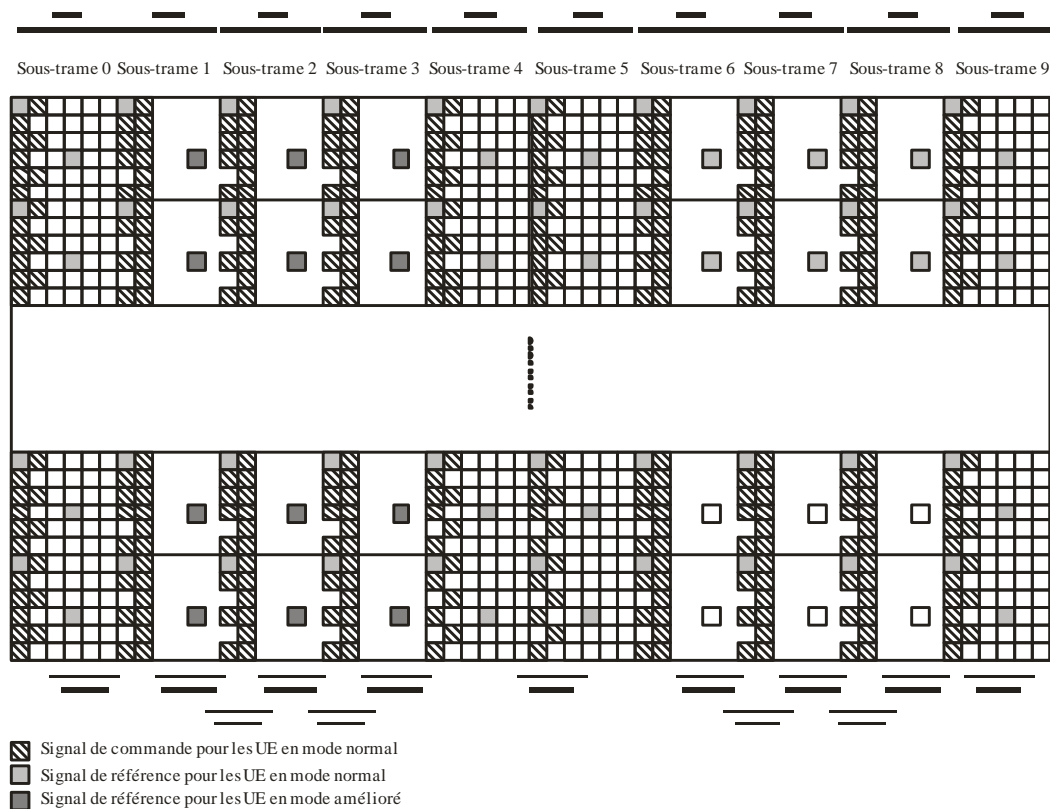 Sous-trame 0 Sous-trame 1 Sous-trame 2 Sous-trame 3 Sous-trame 4 Sous-trame 5 Sous-trame 6 Sous-trame 7 Sous-trame 8 Sous-trame 9
Signal de commande pour les UE en mode normal
Signal de référence pour les UE en mode normal
Signal de référence pour les UE en mode amélioré